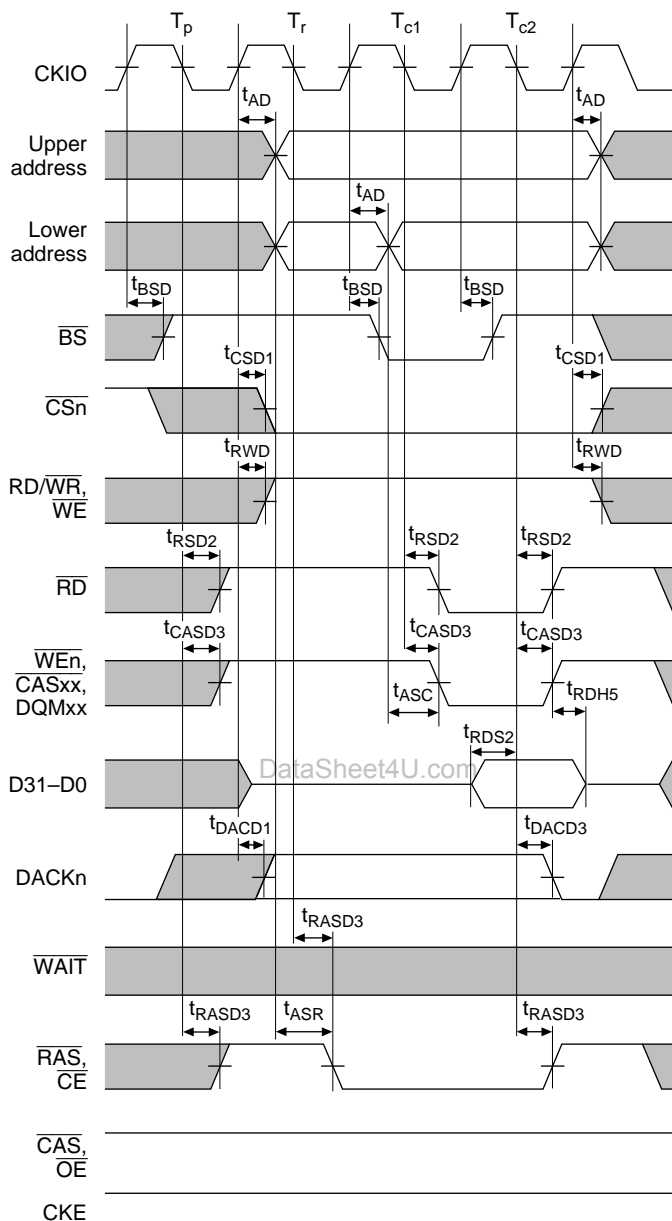 Tp Tr Tc1 Tc2
CKIO
tAD tAD
Upper
address
tAD
Lower
address
tBSD tBSD tBSD
BS
tCSD1 tCSD1
CSn
tRWD tRWD
RD/WR,
WE
tRSD2 tRSD2 tRSD2
RD
tCASD3 tCASD3 tCASD3
WEn,
CASxx,
DQMxx
tASC tRDH5
tRDS2
DataSheet4U.com
D31–D0
tDACD1 tDACD3
DACKn
tRASD3
WAIT
tRASD3 tASR tRASD3
RAS,
CE
CAS,
OE
CKE